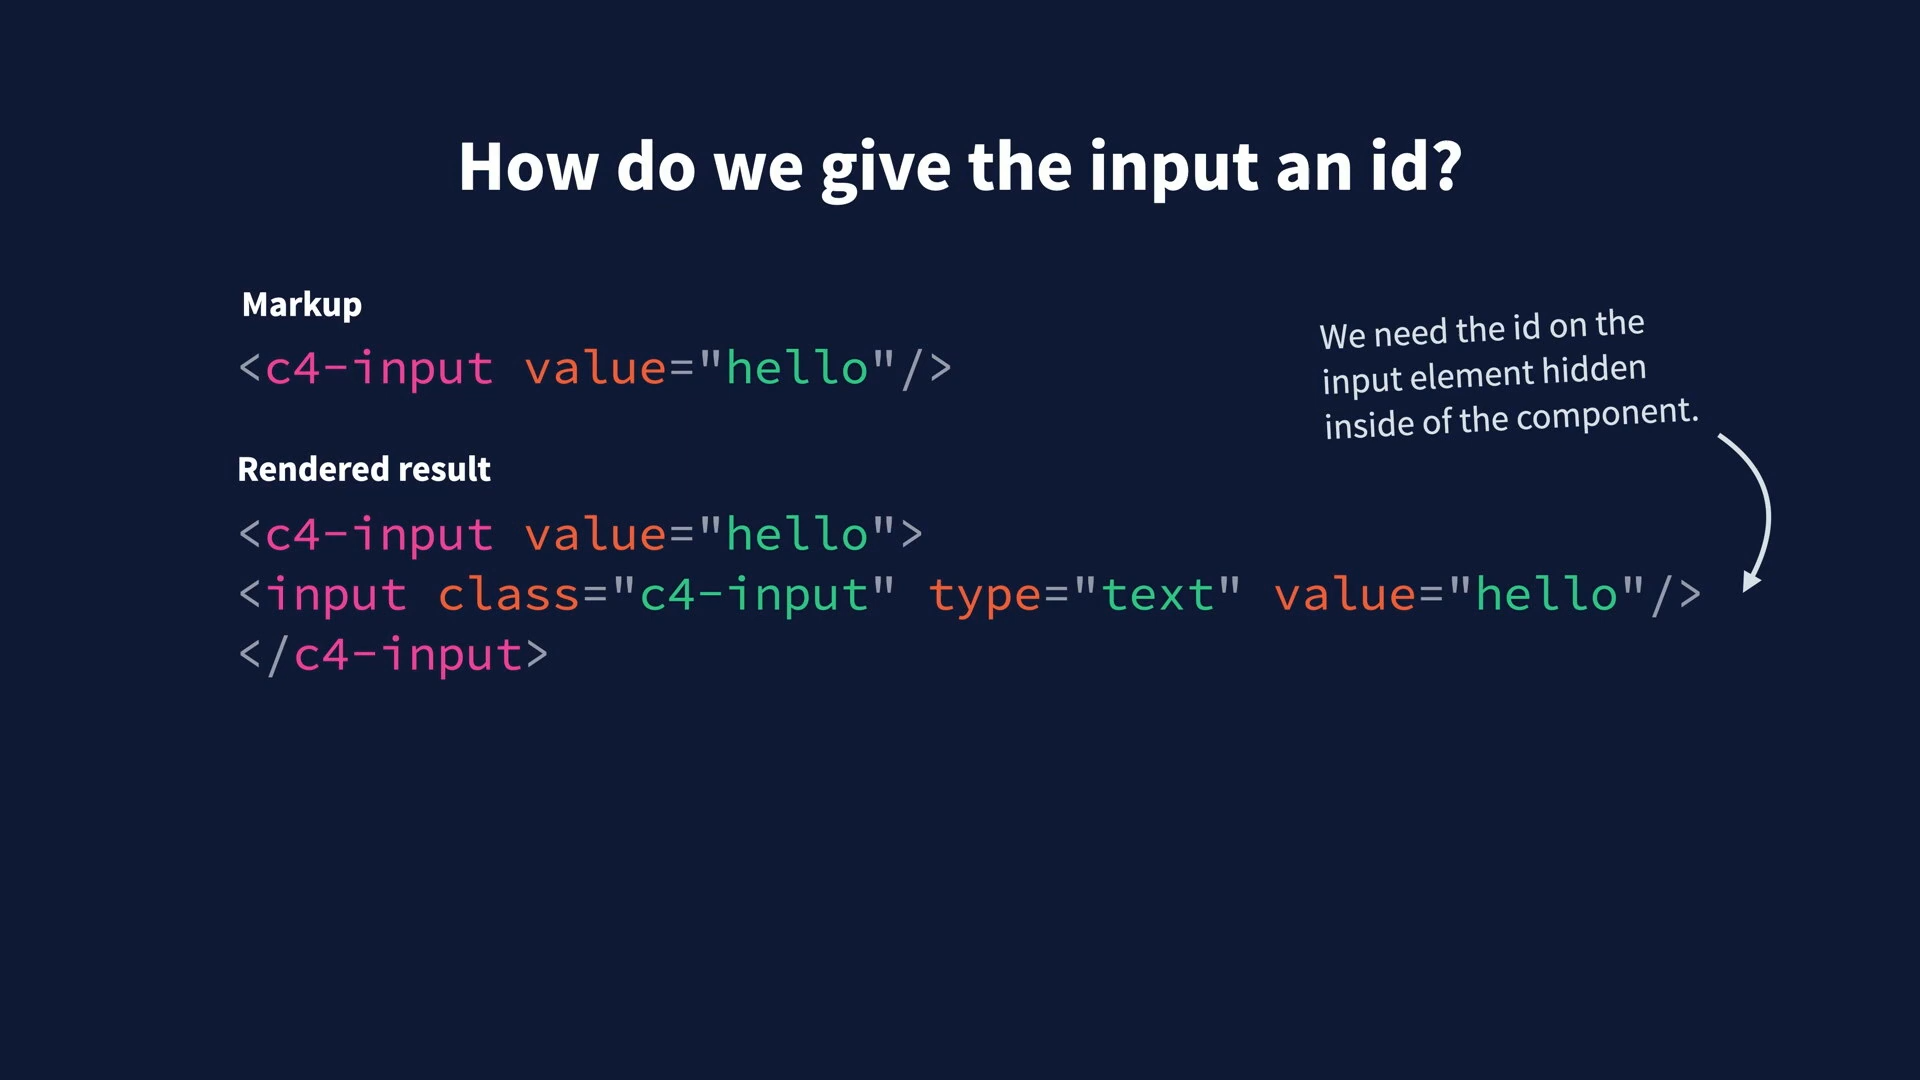 How do we give the input an id?
Markup
<c4-input value="hello"/>
We need the id on the
input element hidden
inside of the component.
Rendered result
<c4-input value="hello">
<input class="c4-input" type="text" value="hello"/>
</c4-input>